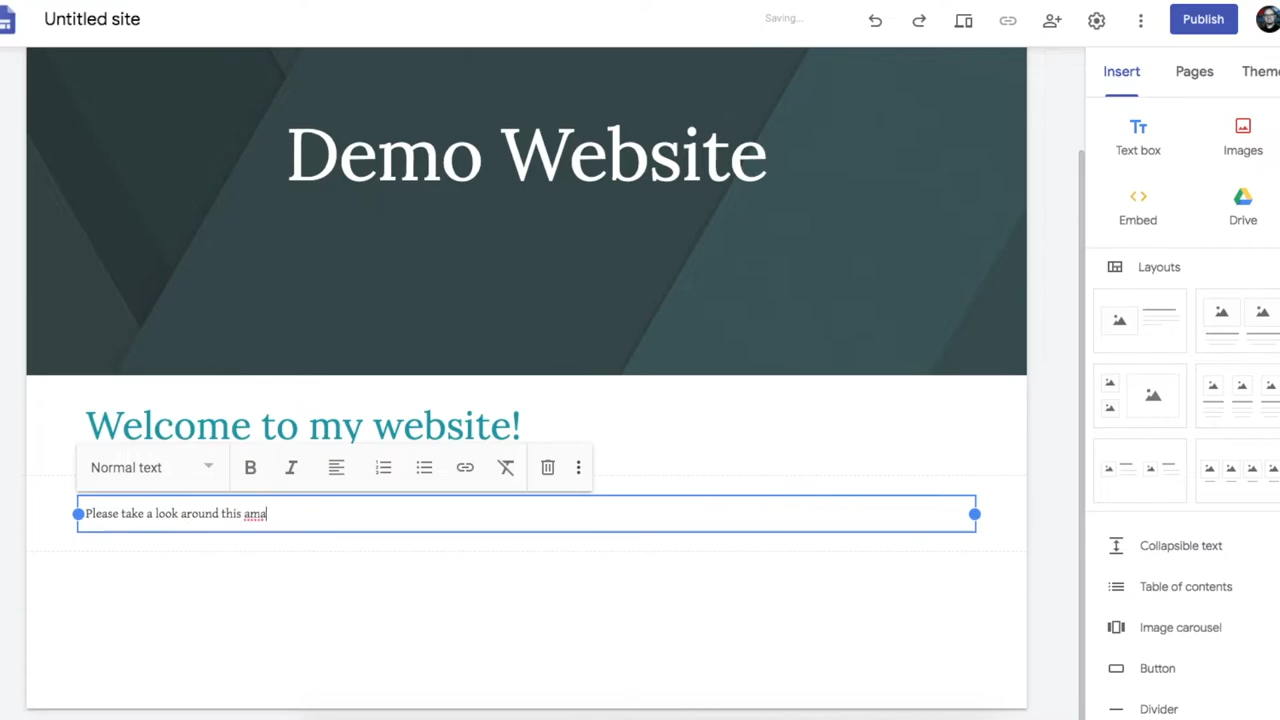 Untitled site
Saving...
Publish
Insert
Pages
Theme
Demo Website
Tt
Text box
Images
Embed
Drive
Layouts
Welcome to my website!
Normal text
B
I
Please take a look around this ama
Collapsible text
Table of contents
Image carousel
Button
Divider